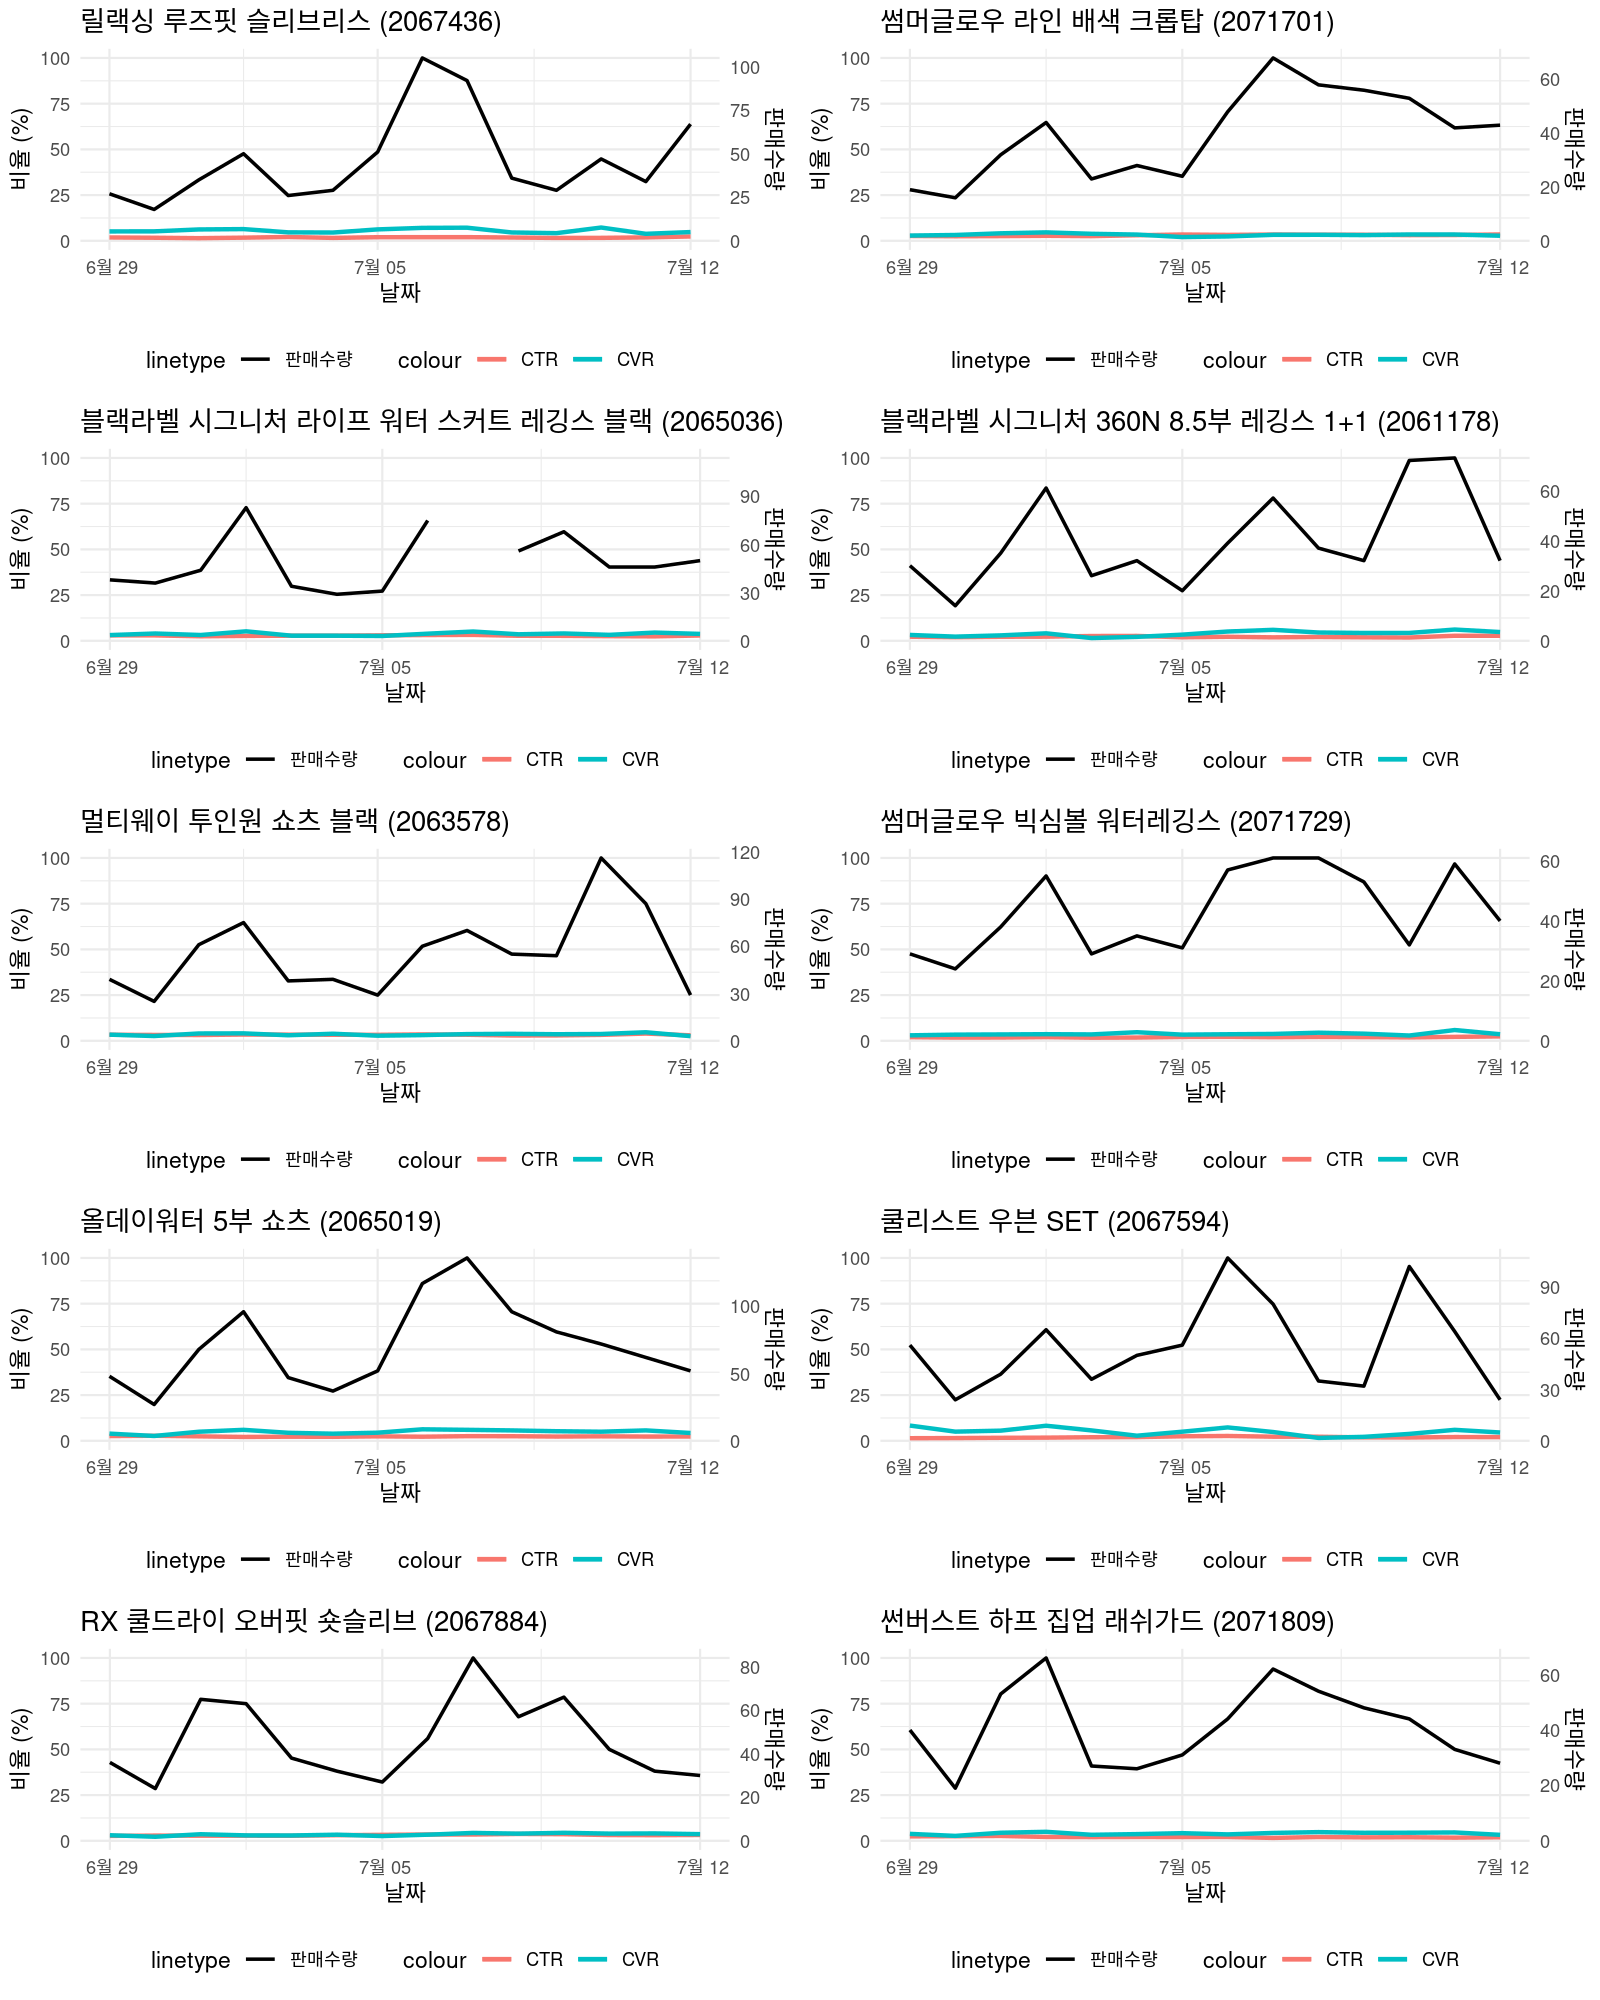 릴랙싱 루즈핏 슬리브리스 (2067436)
비율 (%)
100
75
50
25
0
100
75
50
25
0
판매수량
6월 29
7월 05
7월 12
날짜
linetype 판매수량 colour CTR CVR
썸머글로우 라인 배색 크롭탑 (2071701)
비율 (%)
100
75
50
25
0
60
40
20
0
판매수량
6월 29
7월 05
7월 12
날짜
linetype 판매수량 colour CTR CVR
블랙라벨 시그니처 라이프 워터 스커트 레깅스 블랙 (2065036)
비율 (%)
100
75
50
25
0
90
60
30
0
판매수량
6월 29
7월 05
7월 12
날짜
linetype 판매수량 colour CTR CVR
블랙라벨 시그니처 360N 8.5부 레깅스 1+1 (2061178)
비율 (%)
100
75
50
25
0
60
40
20
0
판매수량
6월 29
7월 05
7월 12
날짜
linetype 판매수량 colour CTR CVR
멀티웨이 투인원 쇼츠 블랙 (2063578)
비율 (%)
100
75
50
25
0
120
90
60
30
0
판매수량
6월 29
7월 05
7월 12
날짜
linetype 판매수량 colour CTR CVR
썸머글로우 빅심볼 워터레깅스 (2071729)
비율 (%)
100
75
50
25
0
60
40
20
0
판매수량
6월 29
7월 05
7월 12
날짜
linetype 판매수량 colour CTR CVR
올데이워터 5부 쇼츠 (2065019)
비율 (%)
100
75
50
25
0
100
50
0
판매수량
6월 29
7월 05
7월 12
날짜
linetype 판매수량 colour CTR CVR
쿨리스트 우븐 SET (2067594)
비율 (%)
100
75
50
25
0
90
60
30
0
판매수량
6월 29
7월 05
7월 12
날짜
linetype 판매수량 colour CTR CVR
RX 쿨드라이 오버핏 숏슬리브 (2067884)
비율 (%)
100
75
50
25
0
80
60
40
20
0
판매수량
6월 29
7월 05
7월 12
날짜
linetype 판매수량 colour CTR CVR
썬버스트 하프 집업 래쉬가드 (2071809)
비율 (%)
100
75
50
25
0
60
40
20
0
판매수량
6월 29
7월 05
7월 12
날짜
linetype 판매수량 colour CTR CVR